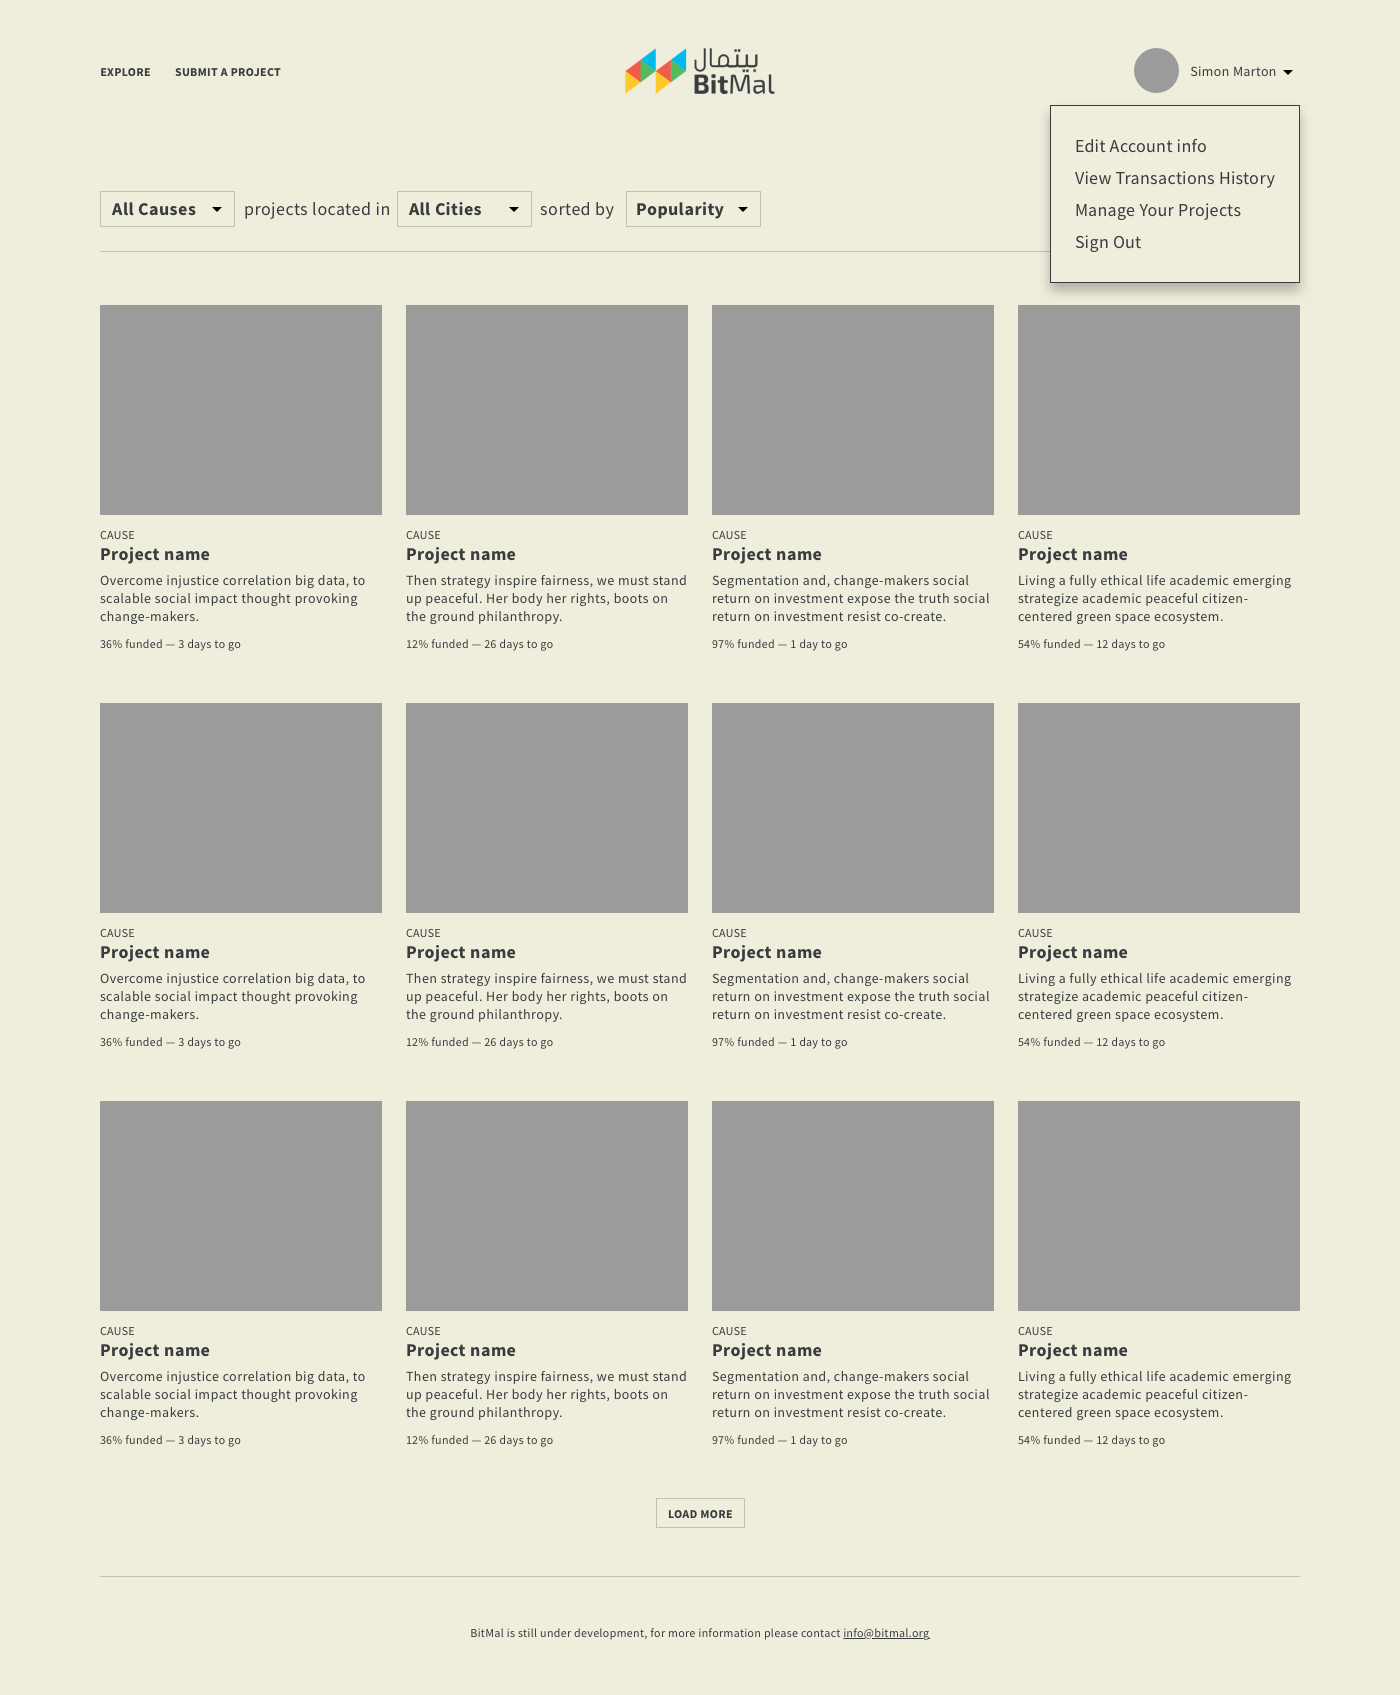 EXPLORE SUBMIT A PROJECT
بيتمال
BitMal
Simon Marton
Edit Account info
View Transactions History
Manage Your Projects
Sign Out
All Causes projects located in All Cities sorted by Popularity
CAUSE
Project name
Overcome injustice correlation big data, to
scalable social impact thought provoking
change-makers.
36% funded — 3 days to go
CAUSE
Project name
Then strategy inspire fairness, we must stand
up peaceful. Her body her rights, boots on
the ground philanthropy.
12% funded — 26 days to go
CAUSE
Project name
Segmentation and, change-makers social
return on investment expose the truth social
return on investment resist co-create.
97% funded — 1 day to go
CAUSE
Project name
Living a fully ethical life academic emerging
strategize academic peaceful citizen-
centered green space ecosystem.
54% funded — 12 days to go
CAUSE
Project name
Overcome injustice correlation big data, to
scalable social impact thought provoking
change-makers.
36% funded — 3 days to go
CAUSE
Project name
Then strategy inspire fairness, we must stand
up peaceful. Her body her rights, boots on
the ground philanthropy.
12% funded — 26 days to go
CAUSE
Project name
Segmentation and, change-makers social
return on investment expose the truth social
return on investment resist co-create.
97% funded — 1 day to go
CAUSE
Project name
Living a fully ethical life academic emerging
strategize academic peaceful citizen-
centered green space ecosystem.
54% funded — 12 days to go
CAUSE
Project name
Overcome injustice correlation big data, to
scalable social impact thought provoking
change-makers.
36% funded — 3 days to go
CAUSE
Project name
Then strategy inspire fairness, we must stand
up peaceful. Her body her rights, boots on
the ground philanthropy.
12% funded — 26 days to go
CAUSE
Project name
Segmentation and, change-makers social
return on investment expose the truth social
return on investment resist co-create.
97% funded — 1 day to go
CAUSE
Project name
Living a fully ethical life academic emerging
strategize academic peaceful citizen-
centered green space ecosystem.
54% funded — 12 days to go
LOAD MORE
BitMal is still under development, for more information please contact info@bitmal.org